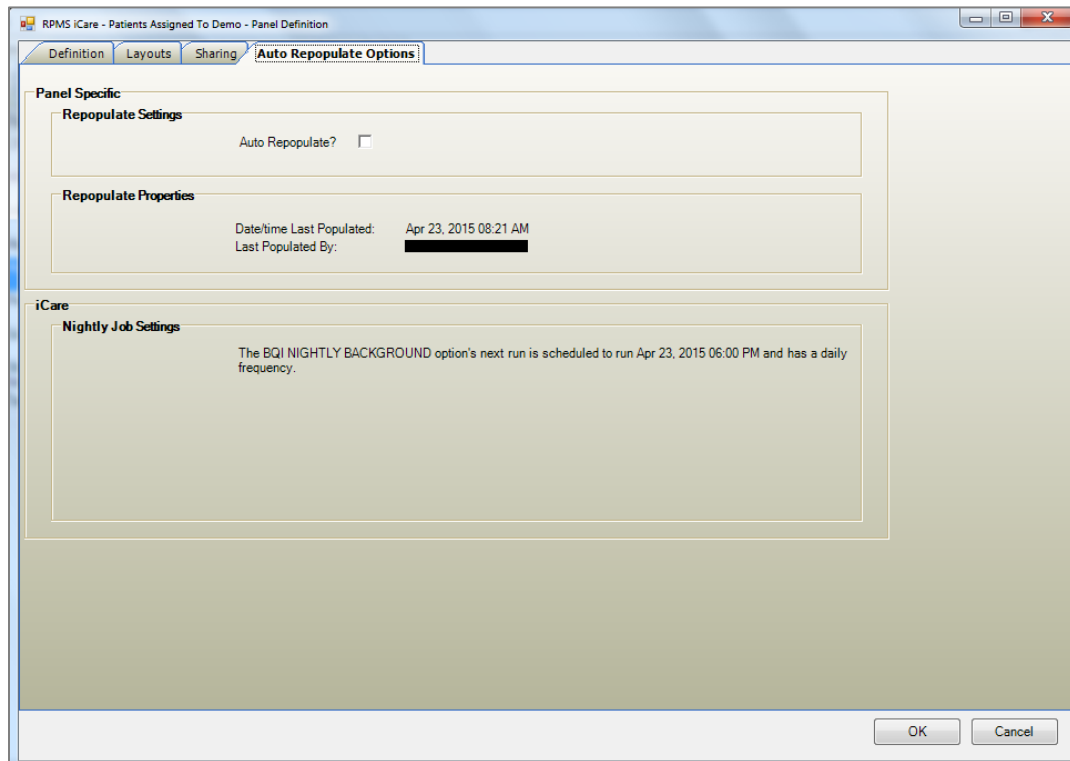 RPMS iCare - Patients Assigned To Demo - Panel Definition
Definition Layouts Sharing Auto Repopulate Options
Panel Specific
Repopulate Settings
Auto Repopulate?
Repopulate Properties
Date/time Last Populated: Apr 23, 2015 08:21 AM
Last Populated By:
iCare
Nightly Job Settings
The BQI NIGHTLY BACKGROUND option's next run is scheduled to run Apr 23, 2015 06:00 PM and has a daily
frequency.
OK Cancel